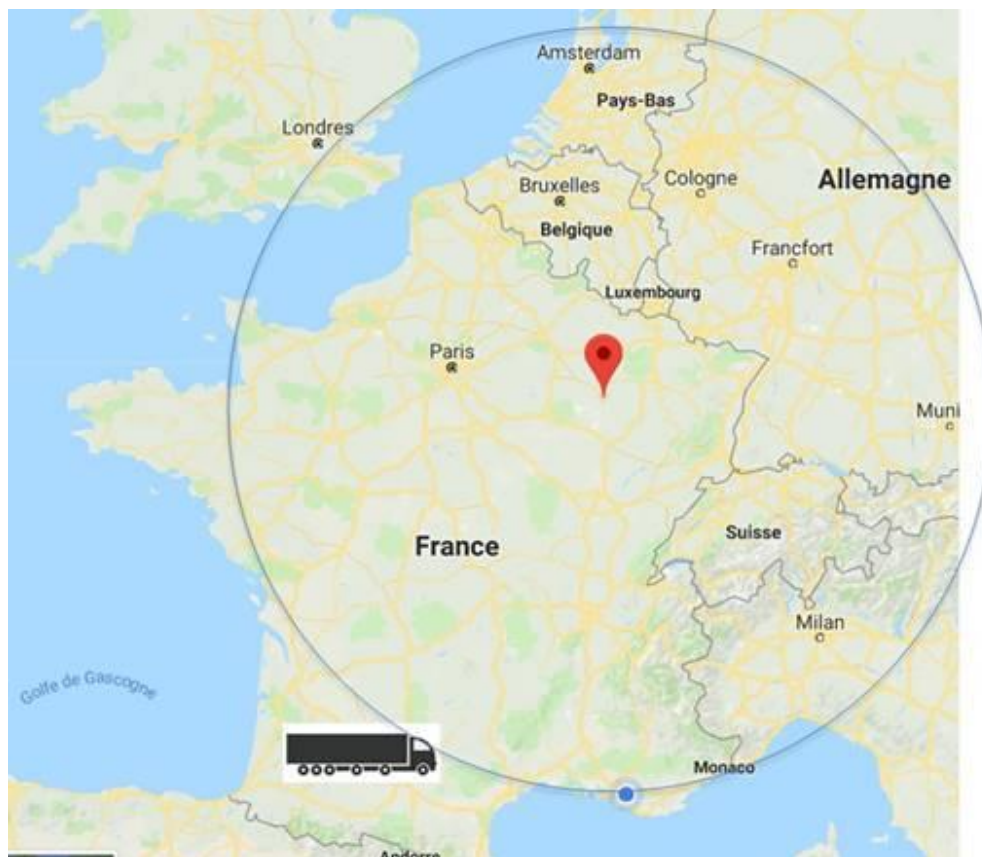 Amsterdam
Pays-Bas
Londres
Cologne
Allemagne
Bruxelles
Belgique
Francfort
Luxembourg
Paris
Muni
France
Suisse
Milan
Golfe de Gascogne
Monaco
Andorre